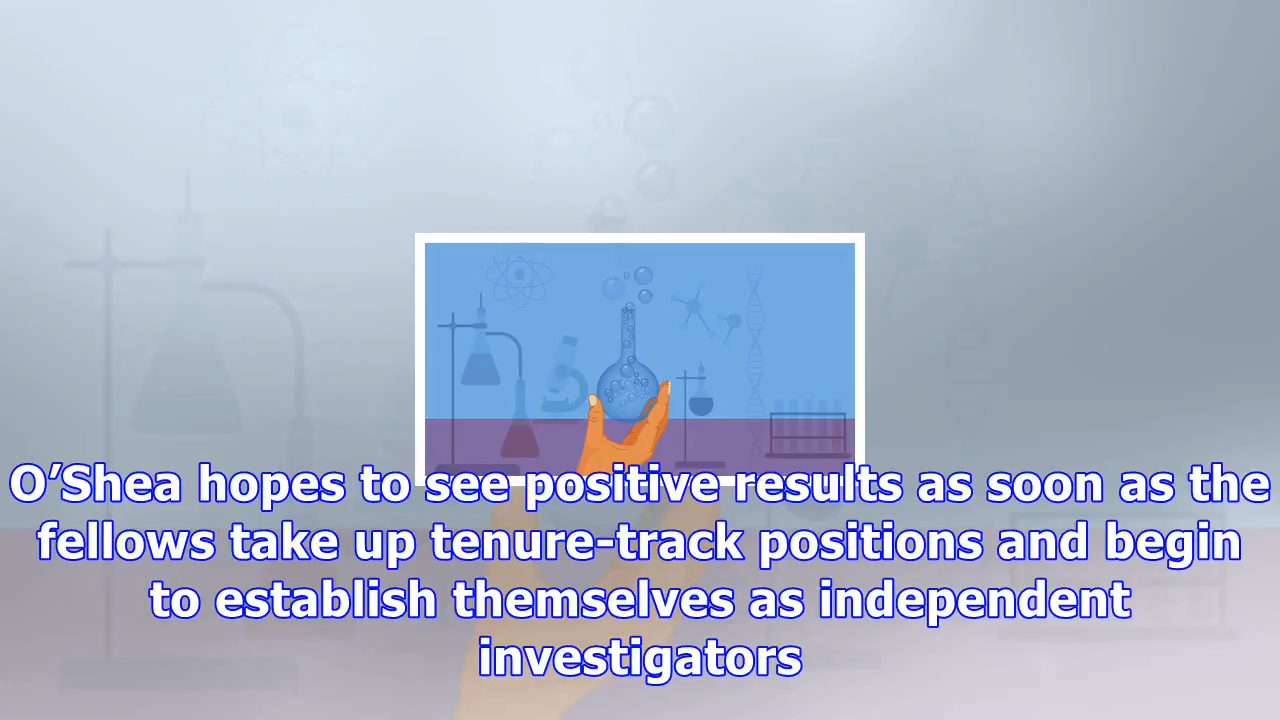 O’Shea hopes to see positive results as soon as the
fellows take up tenure-track positions and begin
to establish themselves as independent
investigators